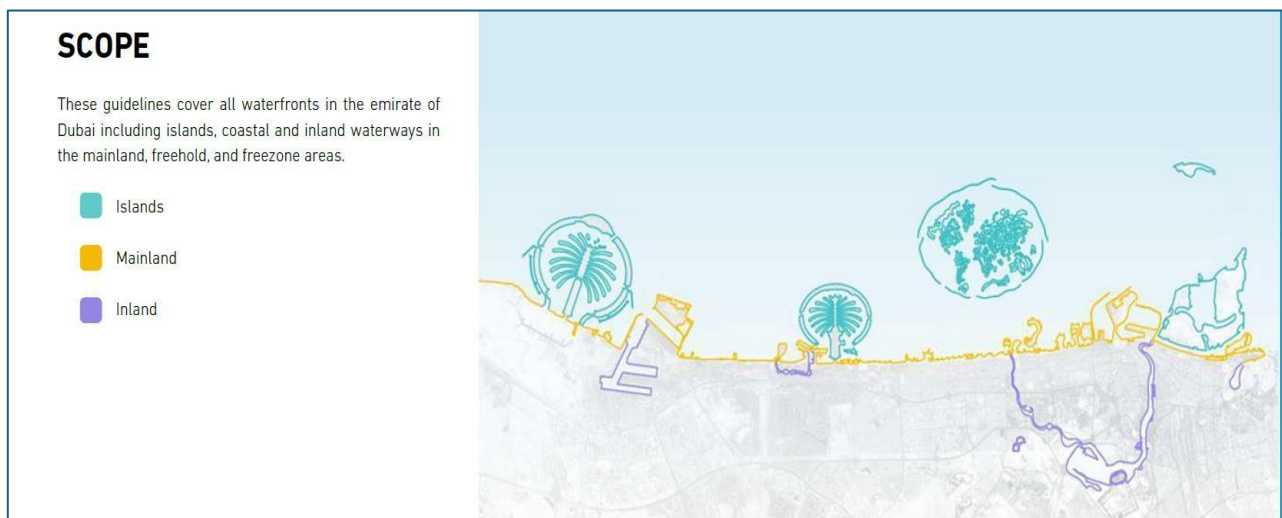 SCOPE
These guidelines cover all waterfronts in the emirate of
Dubai including islands, coastal and inland waterways in
the mainland, freehold, and freezone areas.
Islands
Mainland
Inland